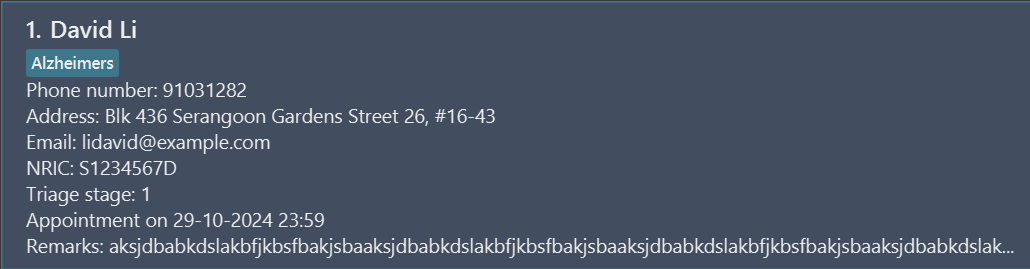 1. David Li
Alzheimers
Phone number: 91031282
Address: Blk 436 Serangoon Gardens Street 26, #16-43
Email: lidavid@example.com
NRIC: S1234567D
Triage stage: 1
Appointment on 29-10-2024 23:59
Remarks: aksjdbabkdslakbfjkbsfbakjsbaaksjdbabkdslakbfjkbsfbakjsbaaksjdbabkdslakbfjkbsfbakjsbaaksjdbabkdslak...